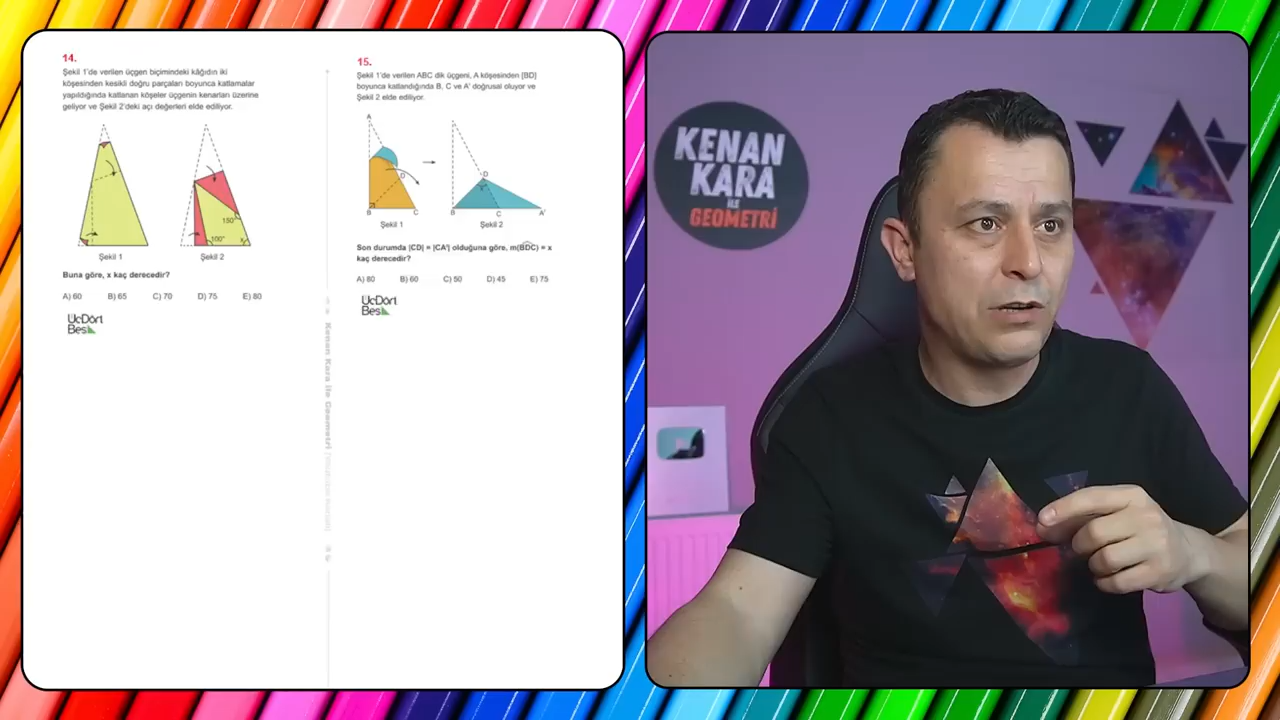 14.
Şekil 1'de verilen üçgen biçimindeki kâğıdın iki
köşesinden kesikli doğru parçaları boyunca katlamalar
yapıldığında katlanan köşeler üçgenin kenarları üzerine
geliyor ve Şekil 2'deki açı değerleri elde ediliyor.
150°
100°
x
Şekil 1
Şekil 2
Buna göre, x kaç derecedir?
A) 60
B) 65
C) 70
D) 75
E) 80
ÜçDört
Beş
15.
Şekil 1'de verilen ABC dik üçgeni, A köşesinden [BD]
boyunca katlandığında B, C ve A' doğrusal oluyor ve
Şekil 2 elde ediliyor.
A
D
B
C
Şekil 1
D
x
B
C
A'
Şekil 2
Son durumda |CD| = |CA'| olduğuna göre, m(BDC) = x
kaç derecedir?
A) 80
B) 60
C) 50
D) 45
E) 75
ÜçDört
Beş
Kenan Kara ile Geometri
KENAN
KARA
İLE
GEOMETRİ